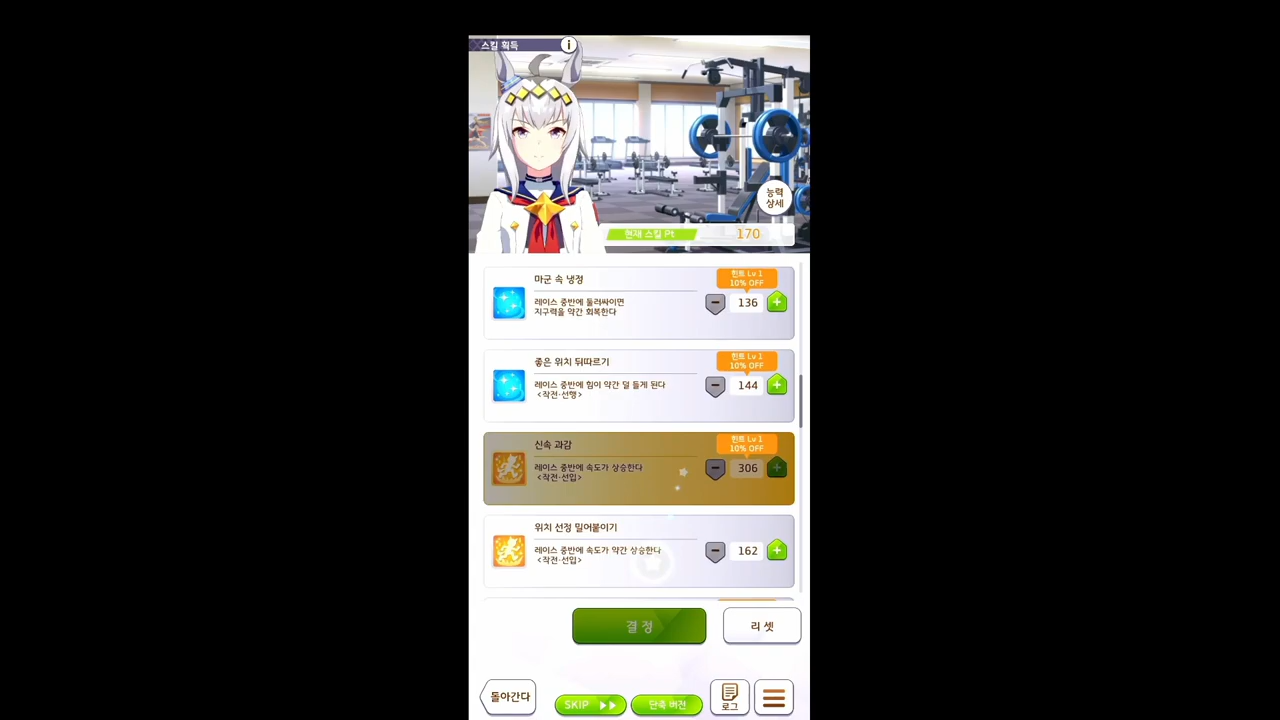 스킬 획득
i
능력
상세
현재 스킬 Pt
170
마군 속 냉정
힌트 Lv 1
10% OFF
레이스 중반에 둘러싸이면
지구력을 약간 회복한다
136
좋은 위치 뒤따르기
힌트 Lv 1
10% OFF
레이스 중반에 힘이 약간 덜 들게 된다
<작전·선행>
144
신속 과감
힌트 Lv 1
10% OFF
레이스 중반에 속도가 상승한다
<작전·선입>
306
위치 선정 밀어붙이기
레이스 중반에 속도가 약간 상승한다
<작전·선입>
162
결정
리셋
돌아간다
SKIP
단축 버전
로그